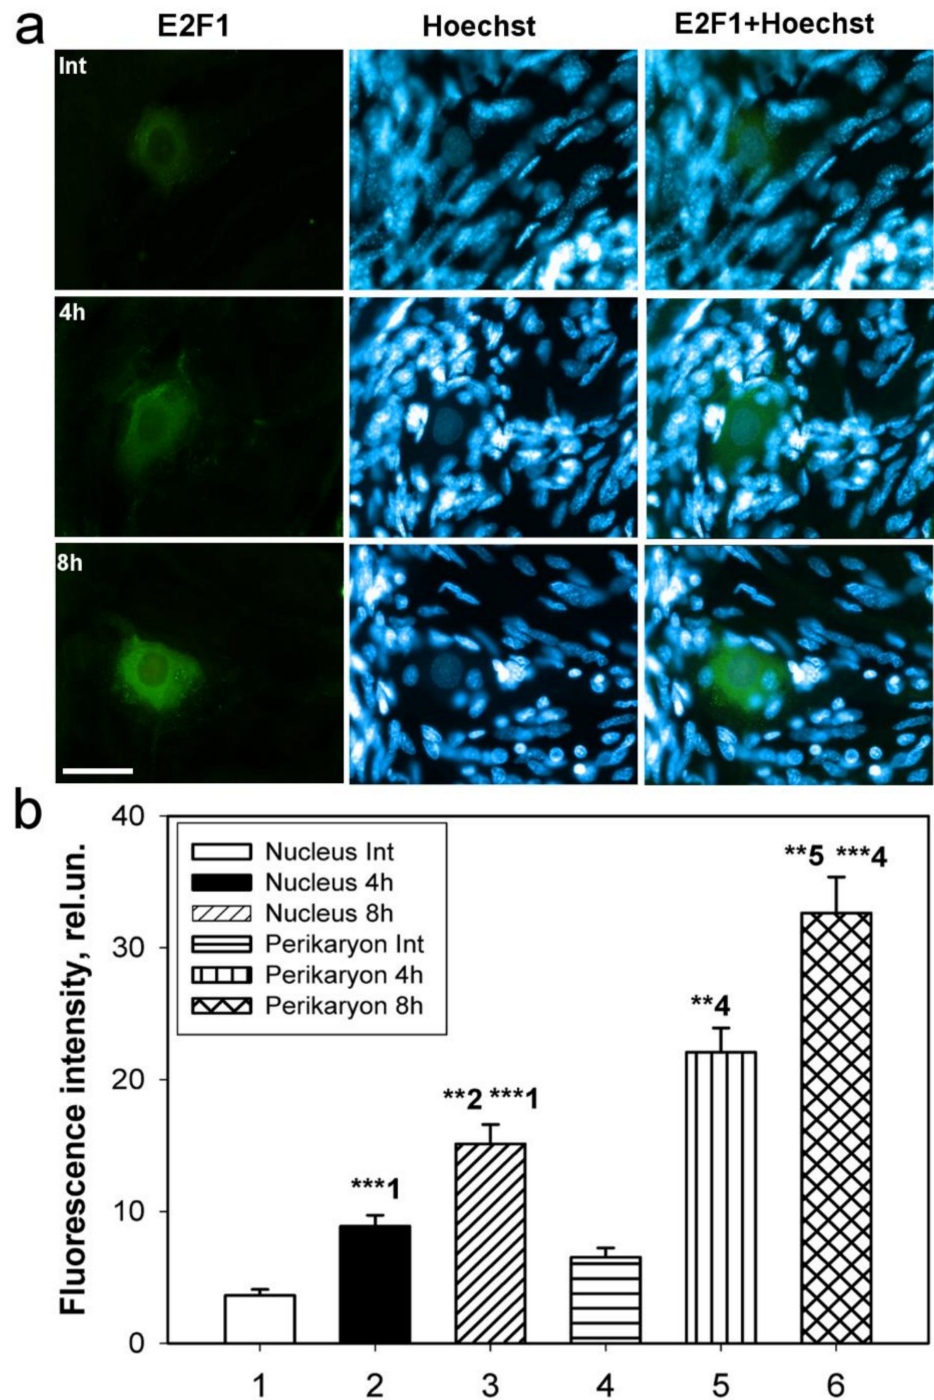 a
E2F1 Hoechst E2F1+Hoechst
Int
4h
8h
b
Fluorescence intensity, rel.un.
40
30
20
10
0
Nucleus Int
Nucleus 4h
Nucleus 8h
Perikaryon Int
Perikaryon 4h
Perikaryon 8h
***1
**2 ***1
**4
**5 ***4
1 2 3 4 5 6